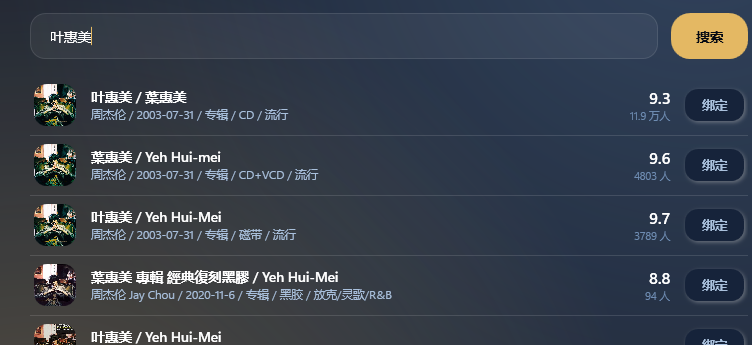 叶惠美
搜索
叶惠美 / 葉惠美
周杰伦 / 2003-07-31 / 专辑 / CD / 流行
9.3
11.9 万人
绑定
葉惠美 / Yeh Hui-mei
周杰伦 / 2003-07-31 / 专辑 / CD+VCD / 流行
9.6
4803 人
绑定
叶惠美 / Yeh Hui-Mei
周杰伦 / 2003-07-31 / 专辑 / 磁带 / 流行
9.7
3789 人
绑定
葉惠美 專輯 經典復刻黑膠 / Yeh Hui-Mei
周杰伦 Jay Chou / 2020-11-6 / 专辑 / 黑胶 / 放克/灵歌/R&B
8.8
94 人
绑定
叶惠美 / Yeh Hui-Mei
绑定